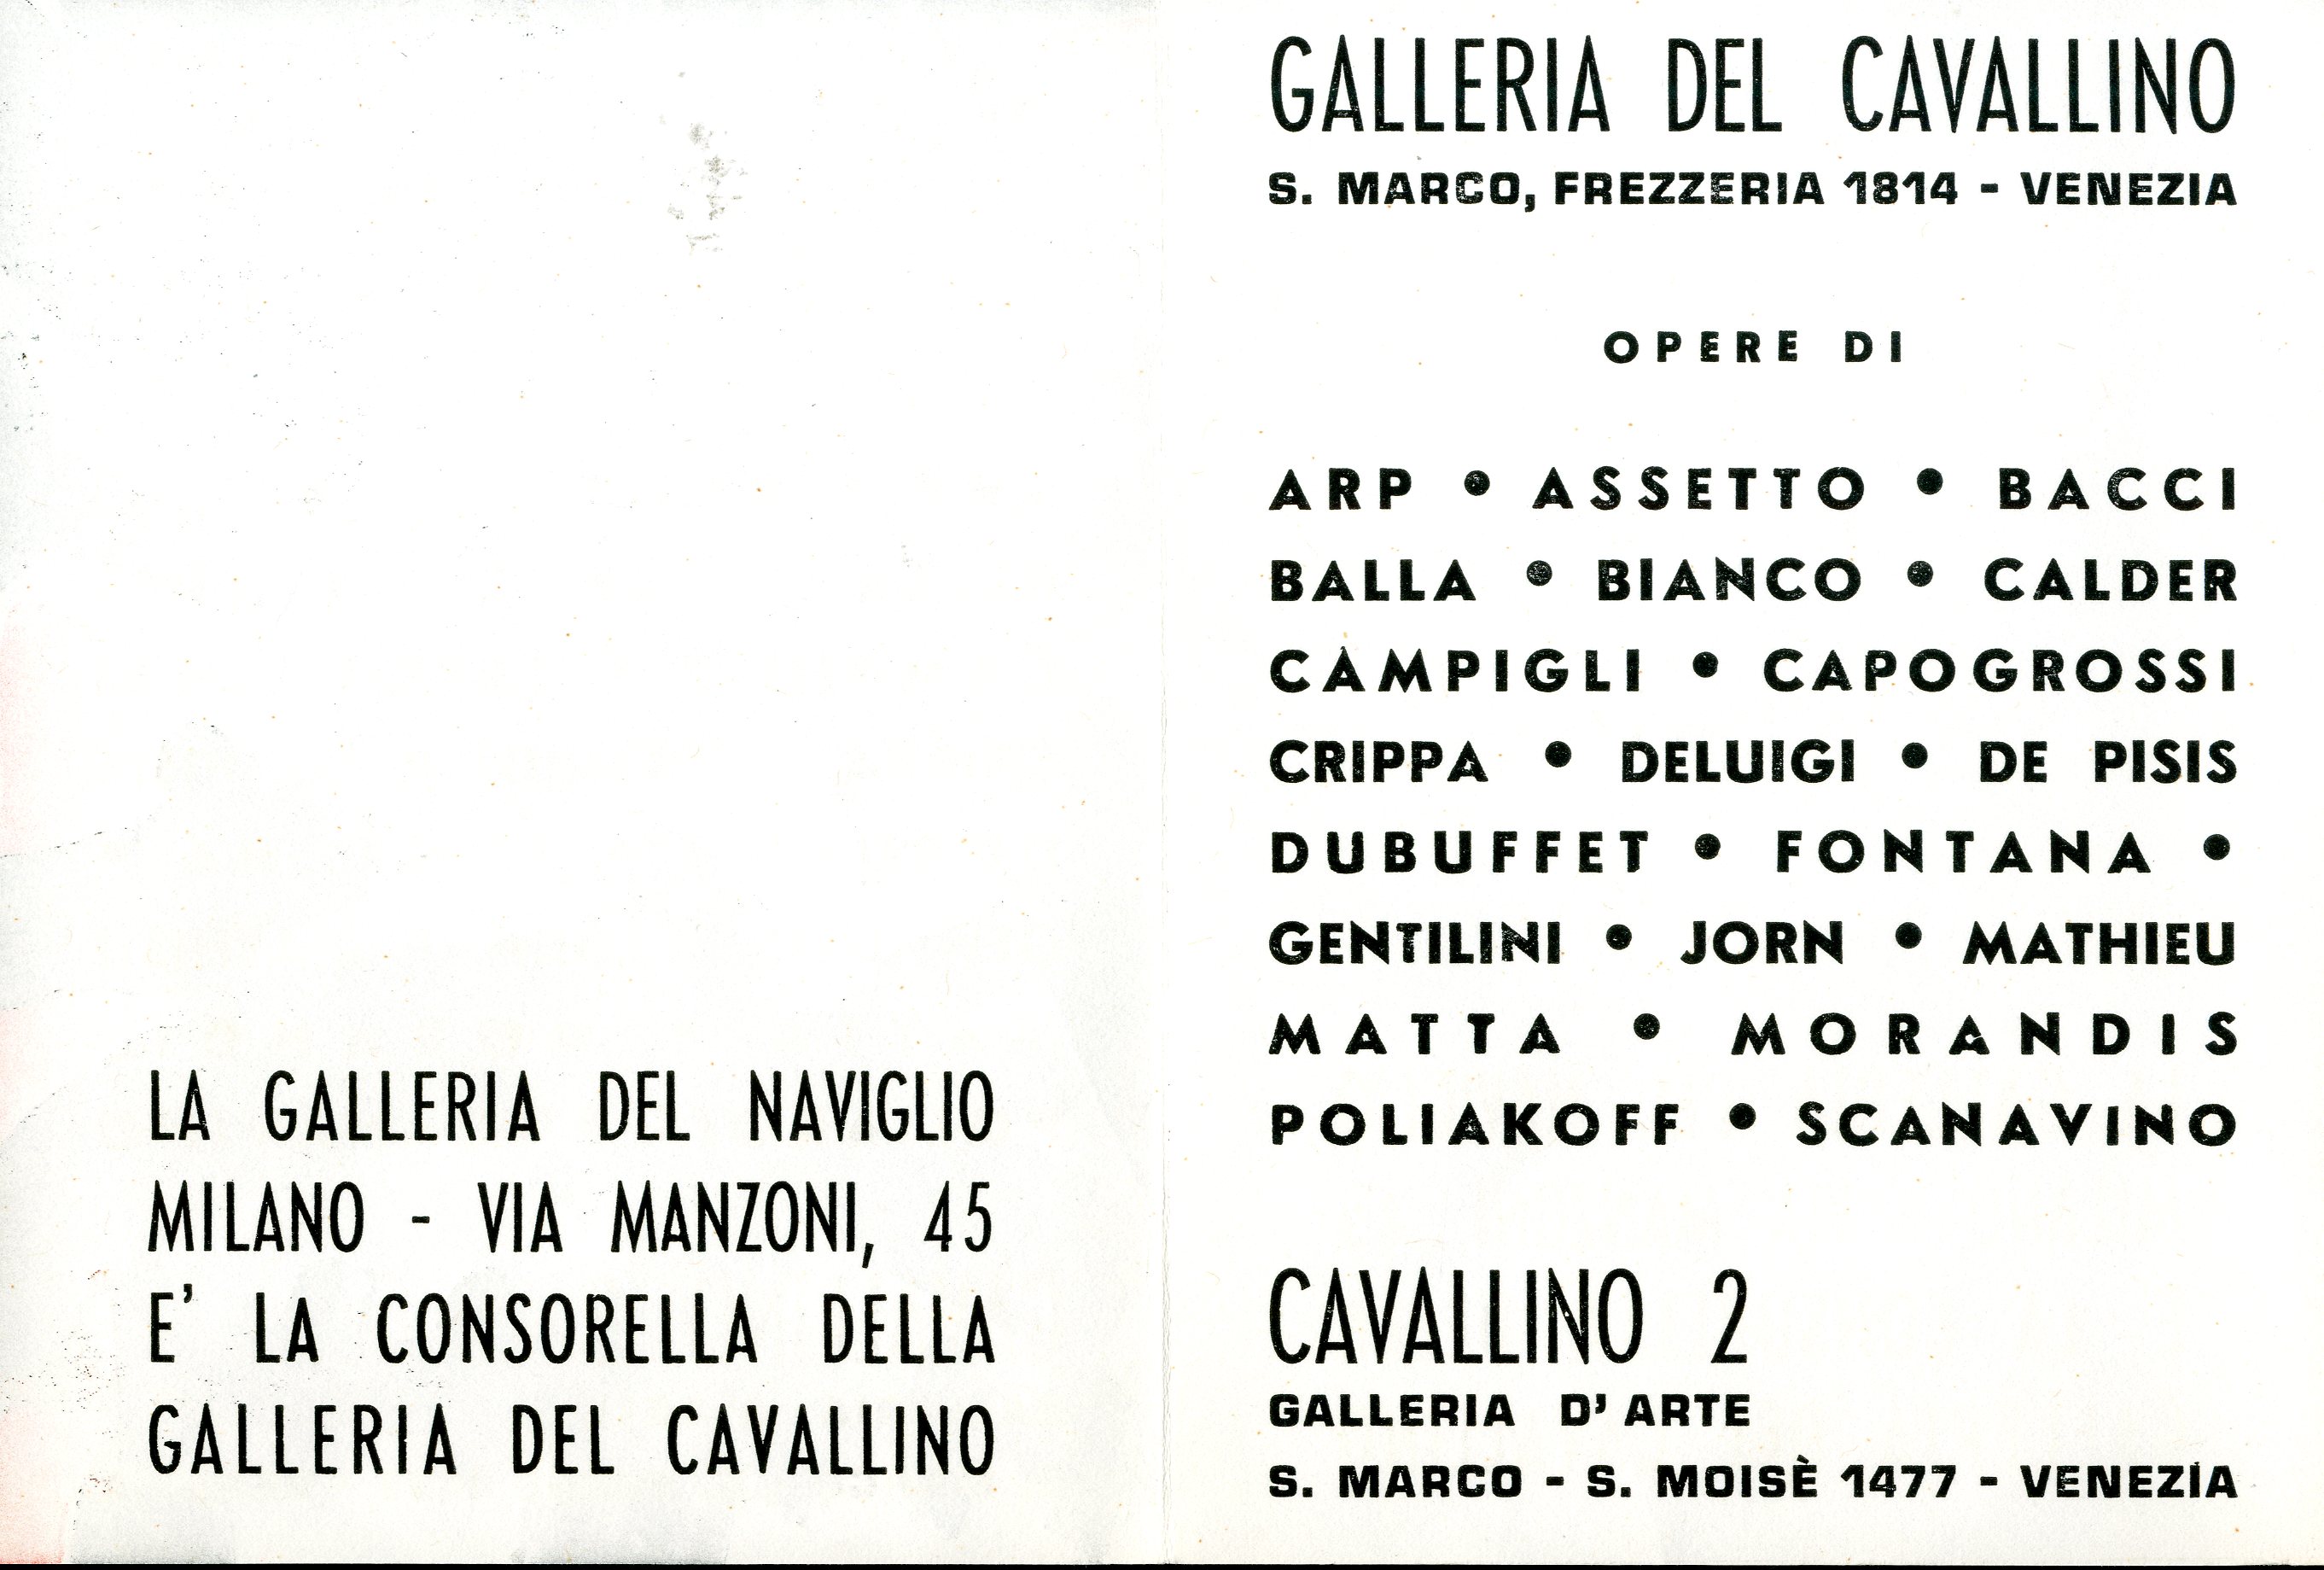 LA GALLERIA DEL NAVIGLIO
MILANO - VIA MANZONI, 45
E' LA CONSORELLA DELLA
GALLERIA DEL CAVALLINO
GALLERIA DEL CAVALLINO
S. MARCO, FREZZERIA 1814 - VENEZIA
OPERE DI
ARP • ASSETTO • BACCI
BALLA • BIANCO • CALDER
CAMPIGLI • CAPOGROSSI
CRIPPA • DELUIGI • DE PISIS
DUBUFFET • FONTANA •
GENTILINI • JORN • MATHIEU
MATTA • MORANDIS
POLIAKOFF • SCANAVINO
CAVALLINO 2
GALLERIA D'ARTE
S. MARCO - S. MOISÈ 1477 - VENEZIA